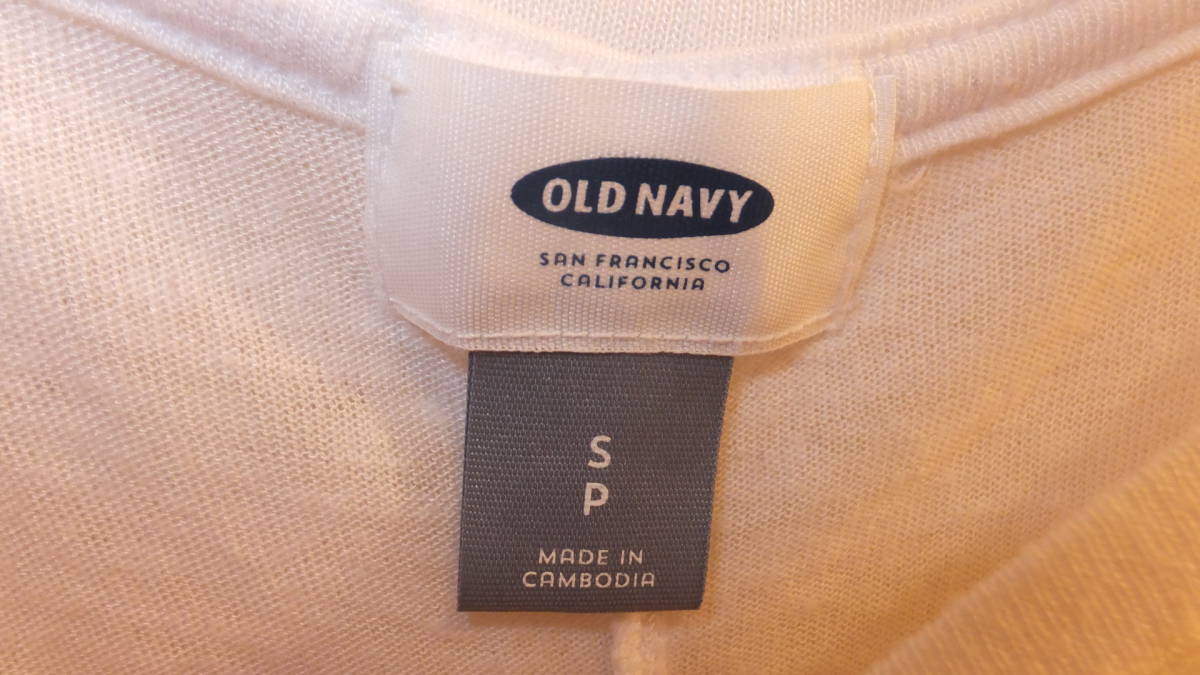 OLD NAVY
SAN FRANCISCO
CALIFORNIA
S
P
MADE IN
CAMBODIA